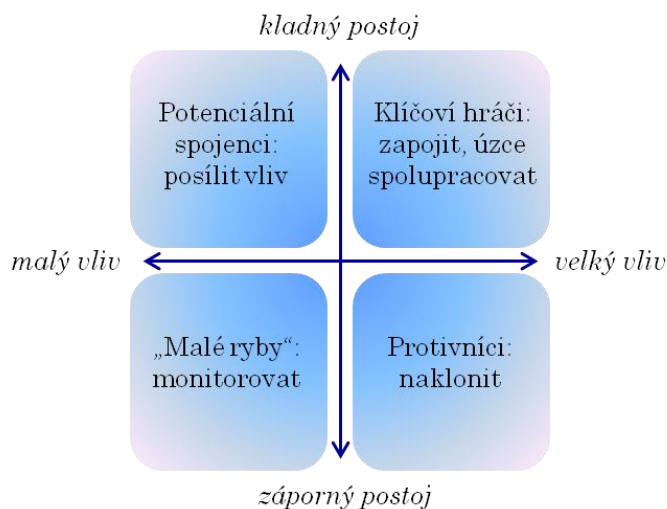 kladný postoj
Potenciální
spojenci:
posílit vliv
Klíčoví hráči:
zapojit, úzce
spolupracovat
malý vliv
velký vliv
„Malé ryby“:
monitorovat
Protivníci:
naklonit
záporný postoj